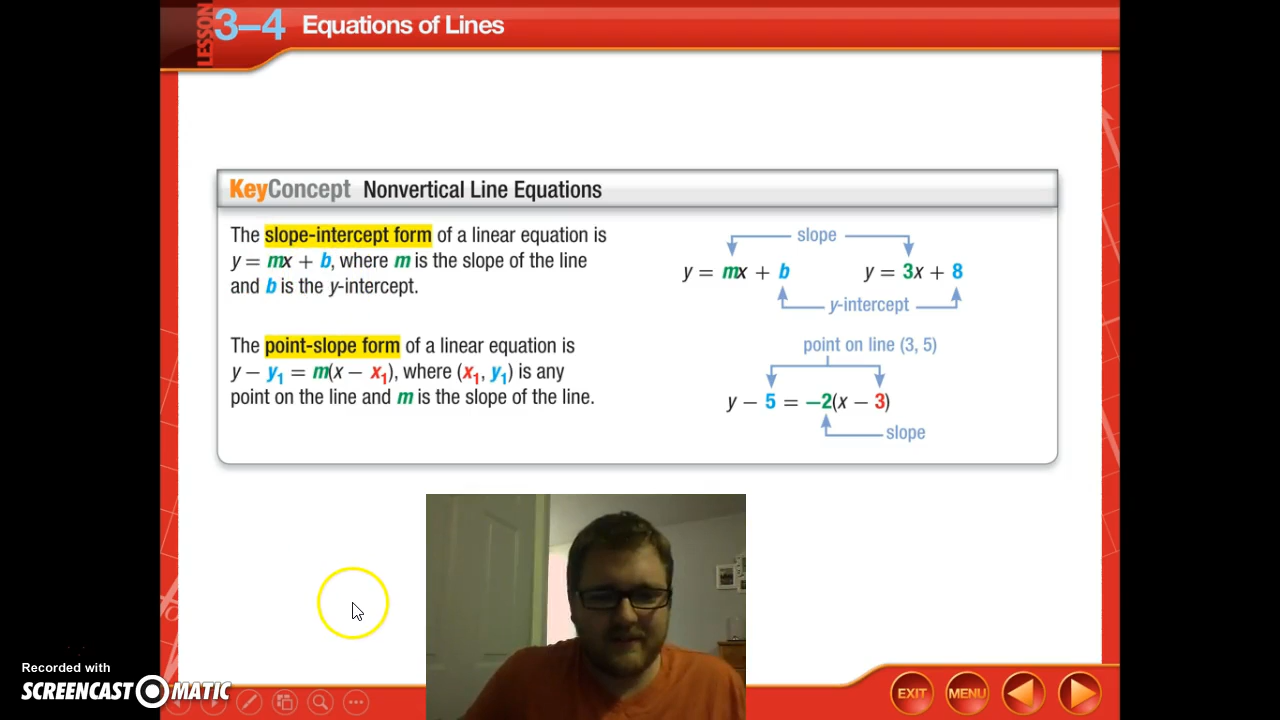 LESSON 3–4 Equations of Lines
KeyConcept Nonvertical Line Equations
The slope-intercept form of a linear equation is
y = mx + b, where m is the slope of the line
and b is the y-intercept.
slope
y = mx + b y = 3x + 8
y-intercept
The point-slope form of a linear equation is
y − y₁ = m(x − x₁), where (x₁, y₁) is any
point on the line and m is the slope of the line.
point on line (3, 5)
y − 5 = −2(x − 3)
slope
Recorded with
SCREENCAST MATIC
EXIT MENU